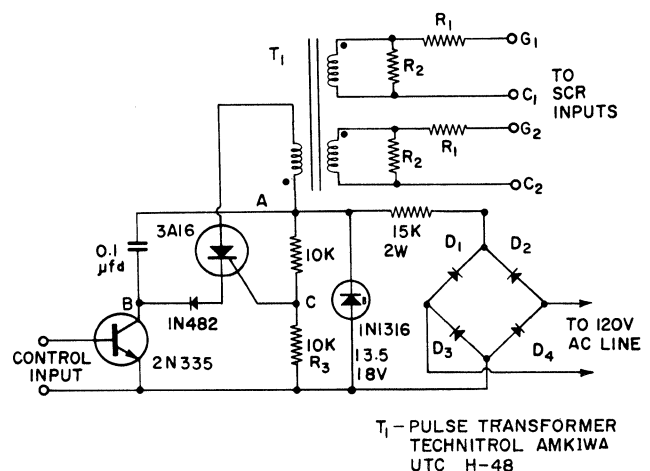 T1
R1
G1
R2
C1
TO
SCR
INPUTS
G2
R2
R1
C2
A
3A16
0.1
μfd
10K
15K
2W
D1
D2
B
1N482
C
1N1316
TO 120V
AC LINE
CONTROL
INPUT
2N335
10K
R3
13.5
18V
D3
D4
T1 – PULSE TRANSFORMER
TECHNITROL AMKIWA
UTC H-48